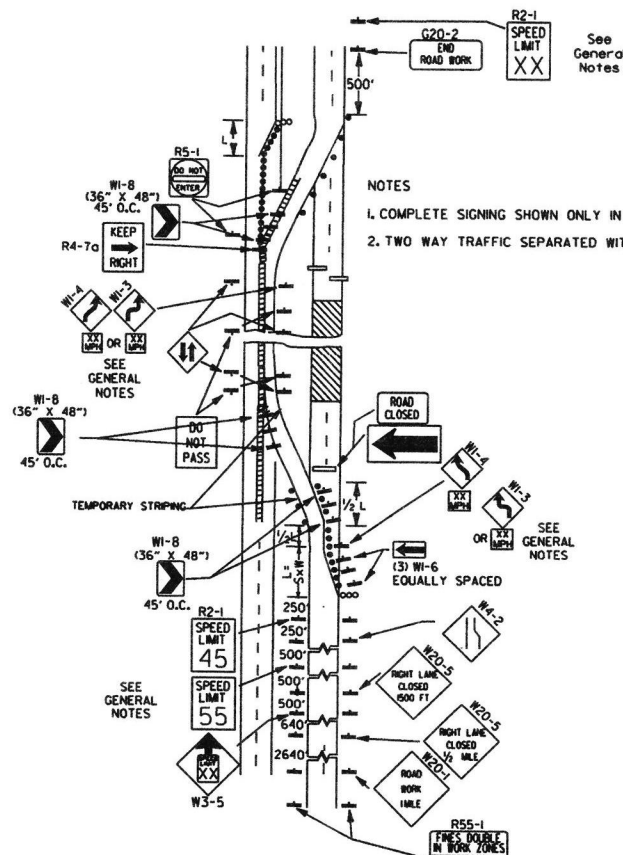 R2-1
SPEED
LIMIT
XX
See
General
Notes
G20-2
END
ROAD WORK
500'
L
R5-1
DO NOT
ENTER
W1-8
(36" X 48")
45' O.C.
KEEP
RIGHT
R4-7a
NOTES
1. COMPLETE SIGNING SHOWN ONLY IN
2. TWO WAY TRAFFIC SEPARATED WIT
W1-4
W1-3
XX
MPH
OR
XX
MPH
SEE
GENERAL
NOTES
W1-8
(36" X 48")
45' O.C.
DO
NOT
PASS
ROAD
CLOSED
TEMPORARY STRIPING
1/2 L
W1-4
XX
MPH
W1-3
OR
XX
MPH
SEE
GENERAL
NOTES
W1-8
(36" X 48")
45' O.C.
1/2 L
L=
SxW
(3) W1-6
EQUALLY SPACED
R2-1
SPEED
LIMIT
45
250'
250'
500'
500'
500'
640'
2640'
W4-2
SEE
GENERAL
NOTES
SPEED
LIMIT
55
W20-5
RIGHT LANE
CLOSED
1500 FT
XX
W3-5
W20-5
RIGHT LANE
CLOSED
1/2 MILE
W20-1
ROAD
WORK
1 MILE
R55-1
FINES DOUBLE
IN WORK ZONES